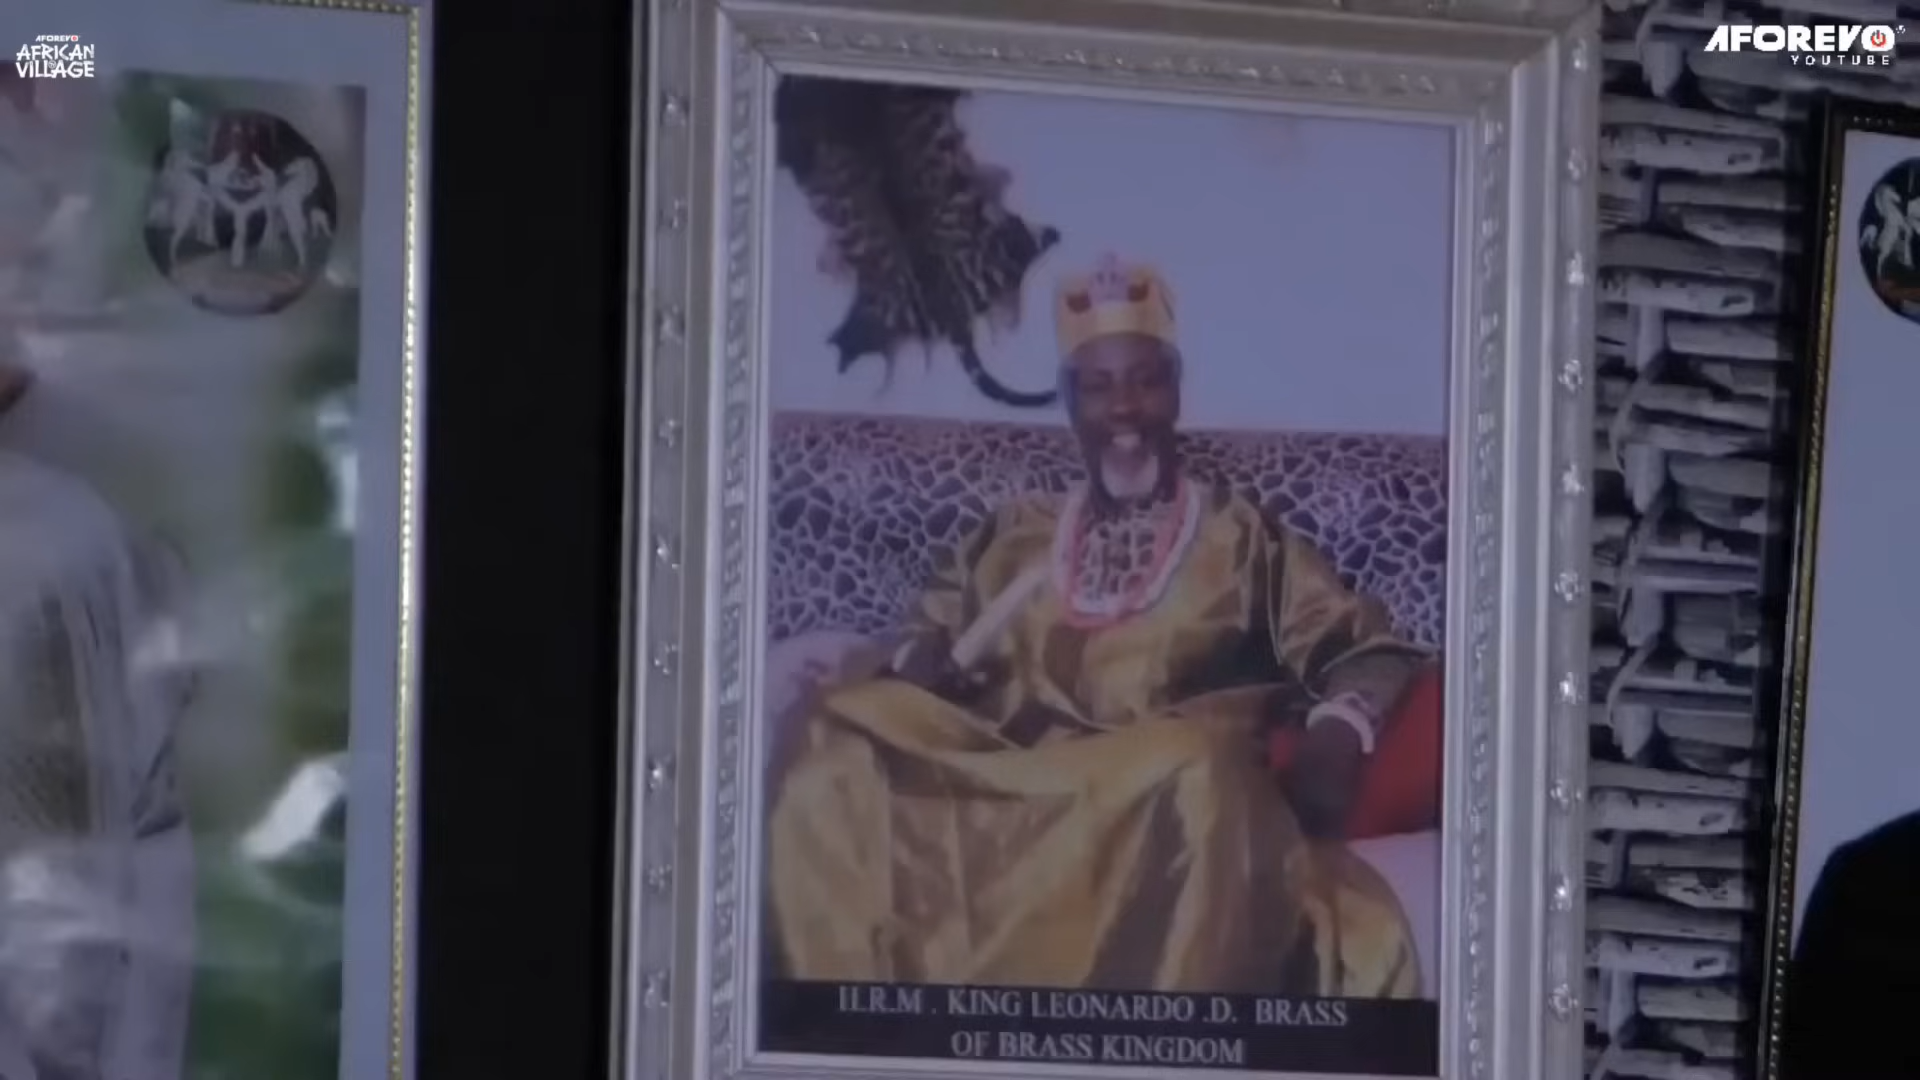 AFOREVO
AFRICAN
VILLAGE
AFOREVO
YOUTUBE
H.R.M . KING LEONARDO .D. BRASS
OF BRASS KINGDOM